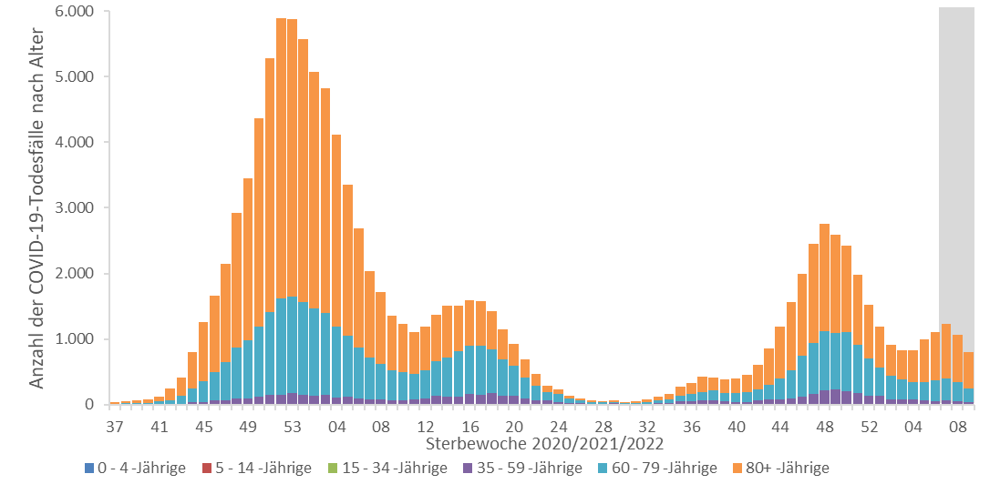 Anzahl der COVID-19-Todesfälle nach Alter
6.000
5.000
4.000
3.000
2.000
1.000
0
37 41 45 49 53 04 08 12 16 20 24 28 32 36 40 44 48 52 04 08
Sterbewoche 2020/2021/2022
0 - 4 -Jährige 5 - 14 -Jährige 15 - 34 -Jährige 35 - 59 -Jährige 60 - 79 -Jährige 80+ -Jährige